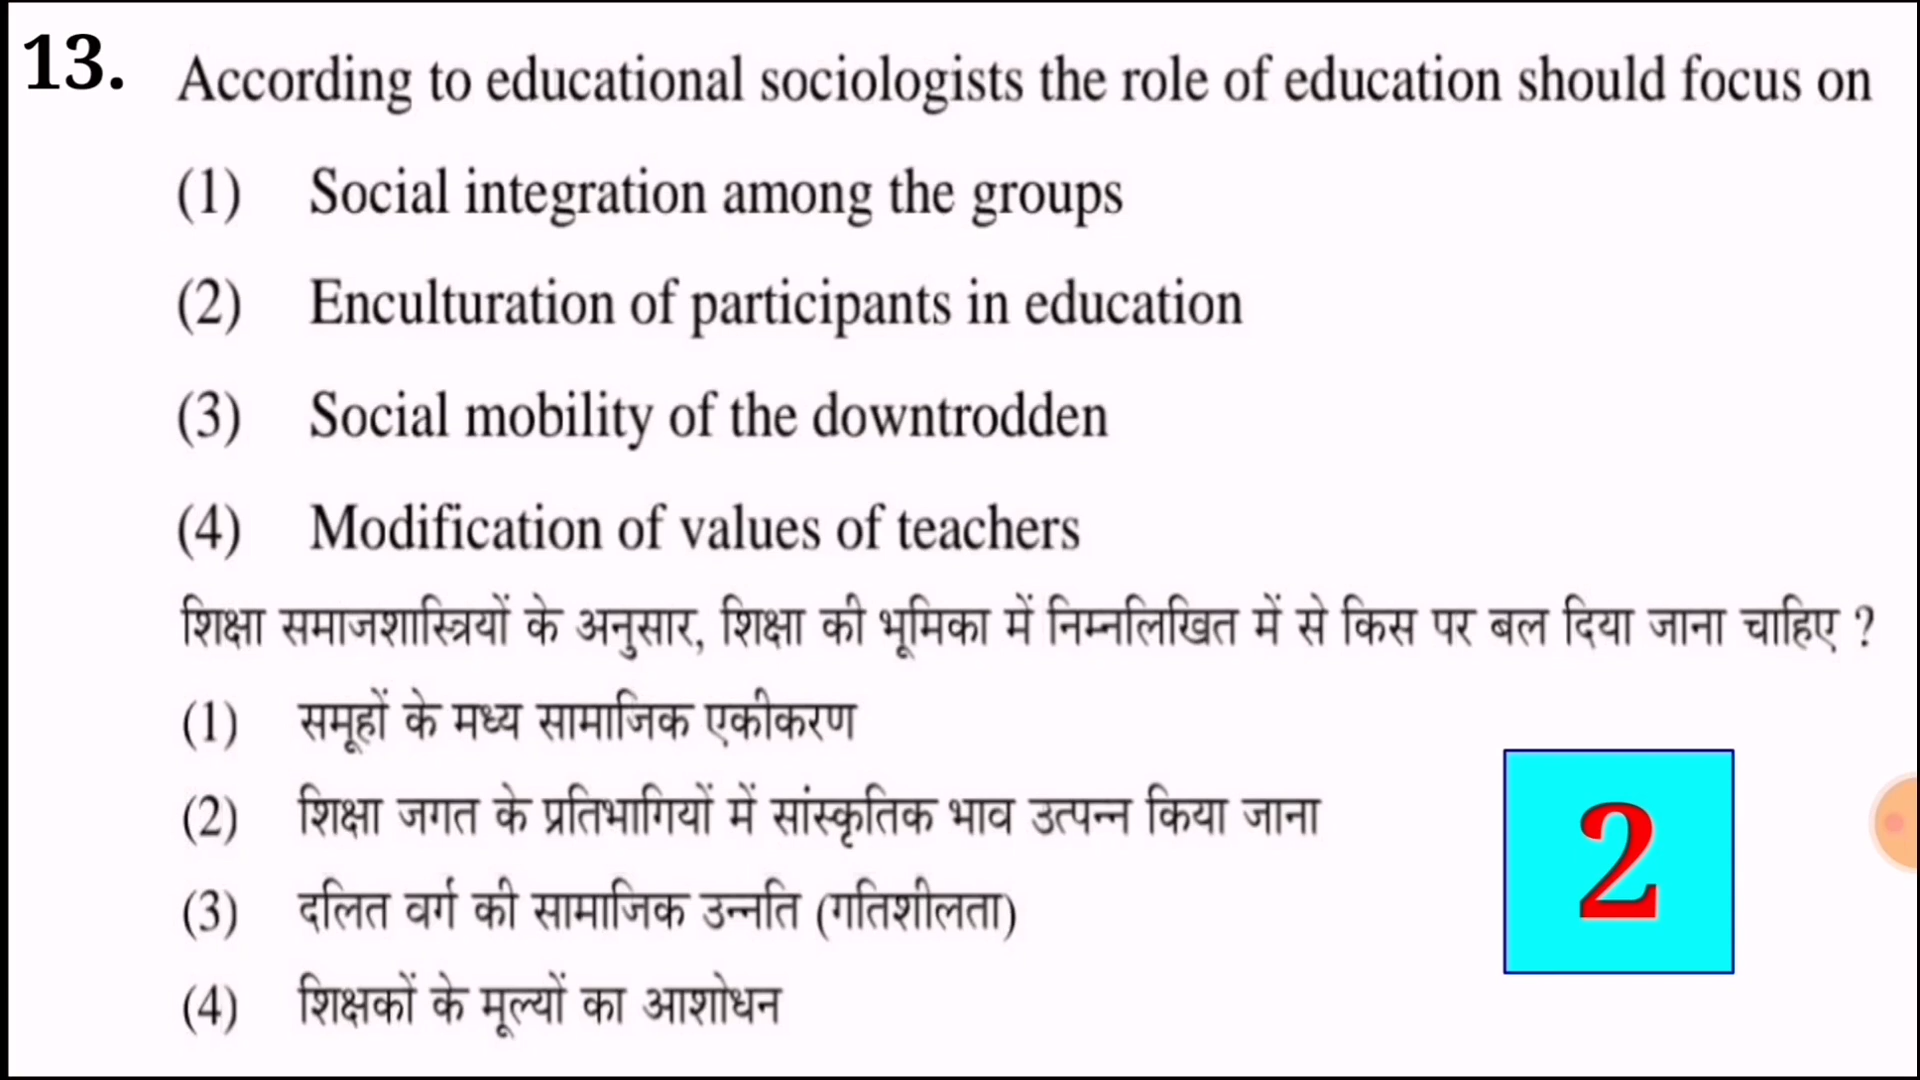 13. According to educational sociologists the role of education should focus on
(1) Social integration among the groups
(2) Enculturation of participants in education
(3) Social mobility of the downtrodden
(4) Modification of values of teachers
शिक्षा समाजशास्त्रियों के अनुसार, शिक्षा की भूमिका में निम्नलिखित में से किस पर बल दिया जाना चाहिए ?
(1) समूहों के मध्य सामाजिक एकीकरण
(2) शिक्षा जगत के प्रतिभागियों में सांस्कृतिक भाव उत्पन्न किया जाना
(3) दलित वर्ग की सामाजिक उन्नति (गतिशीलता)
(4) शिक्षकों के मूल्यों का आशोधन
2